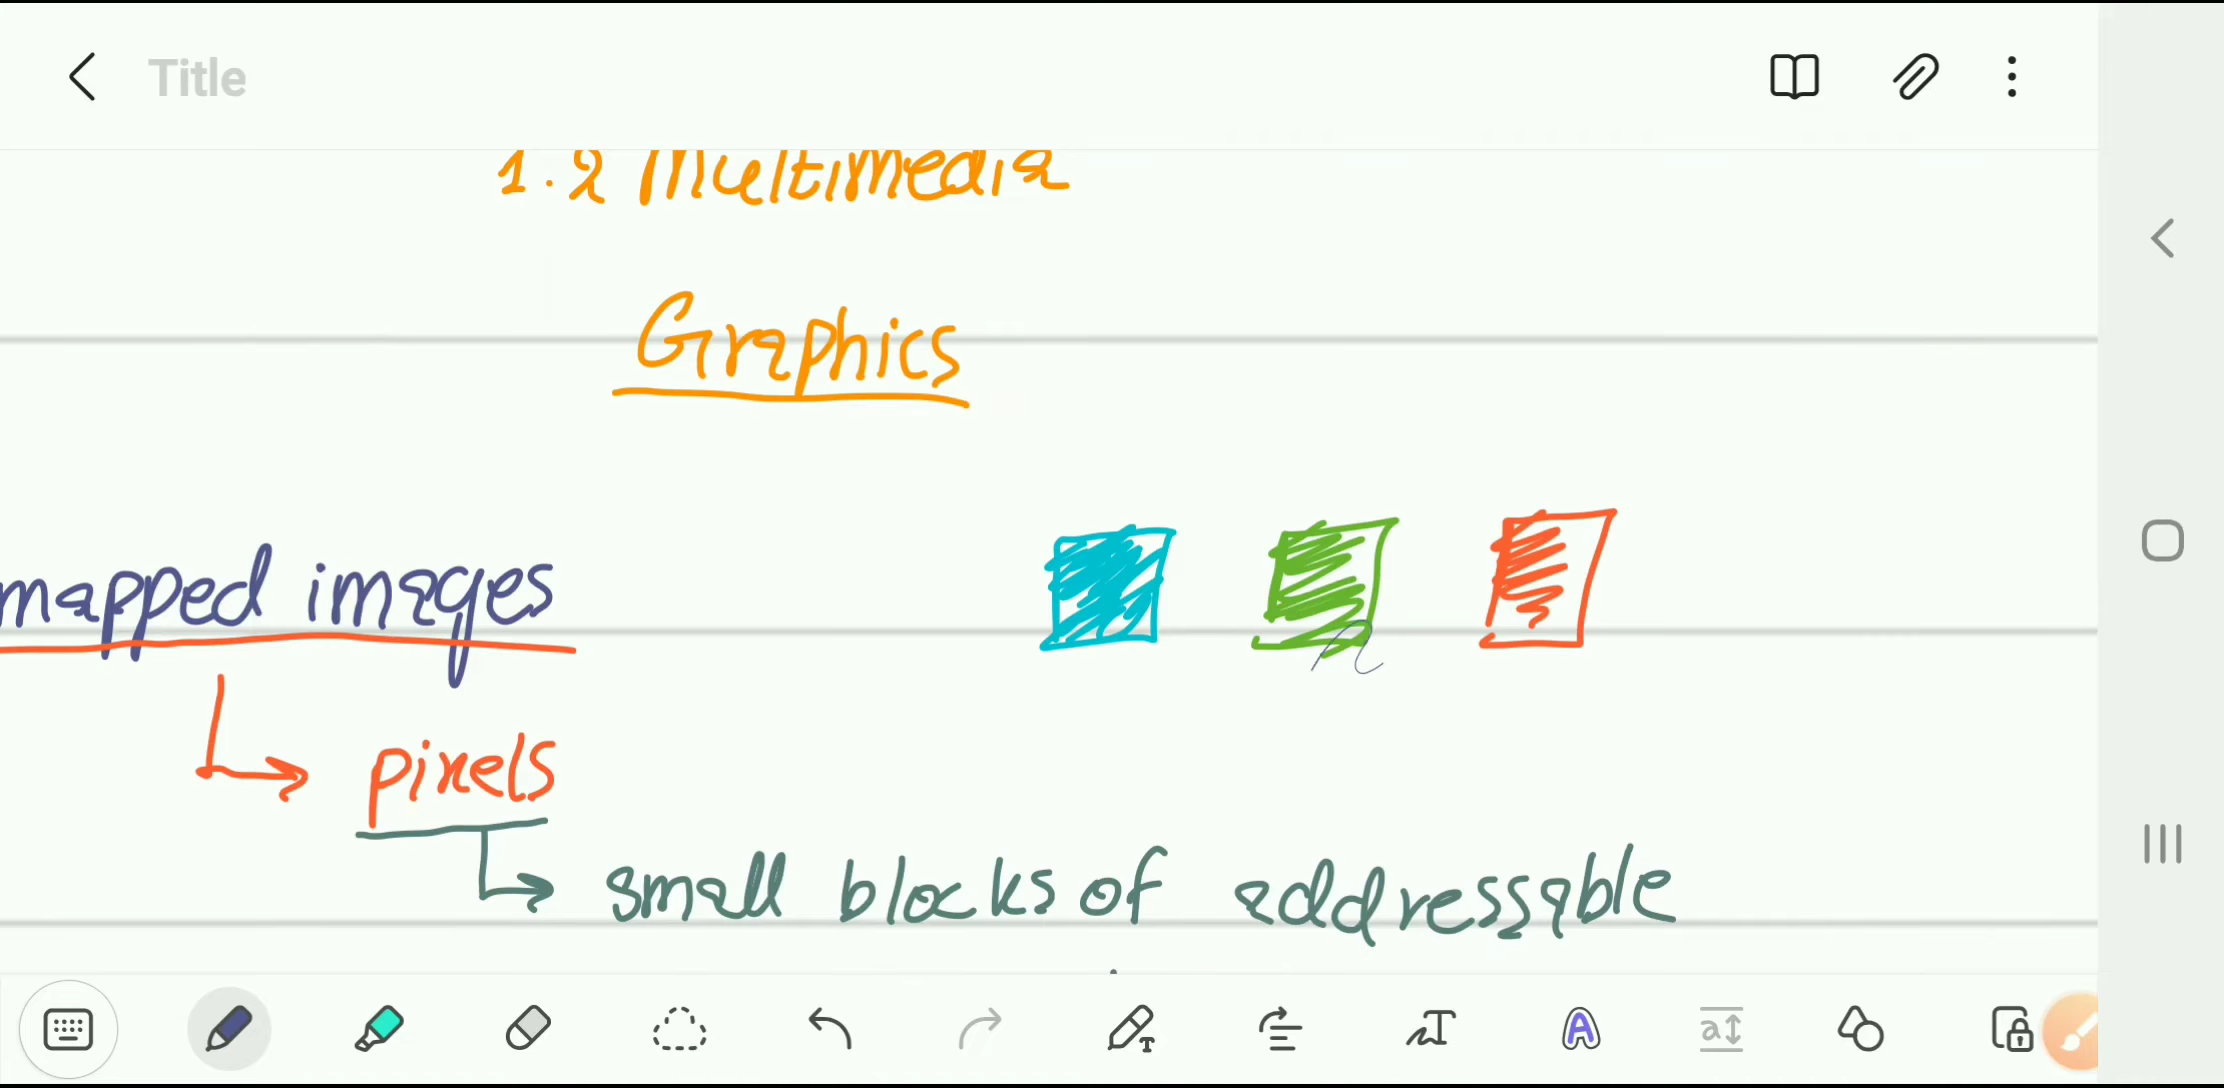 Title
1.2 Multimedia
Graphics
mapped images
pixels
small blocks of addressable